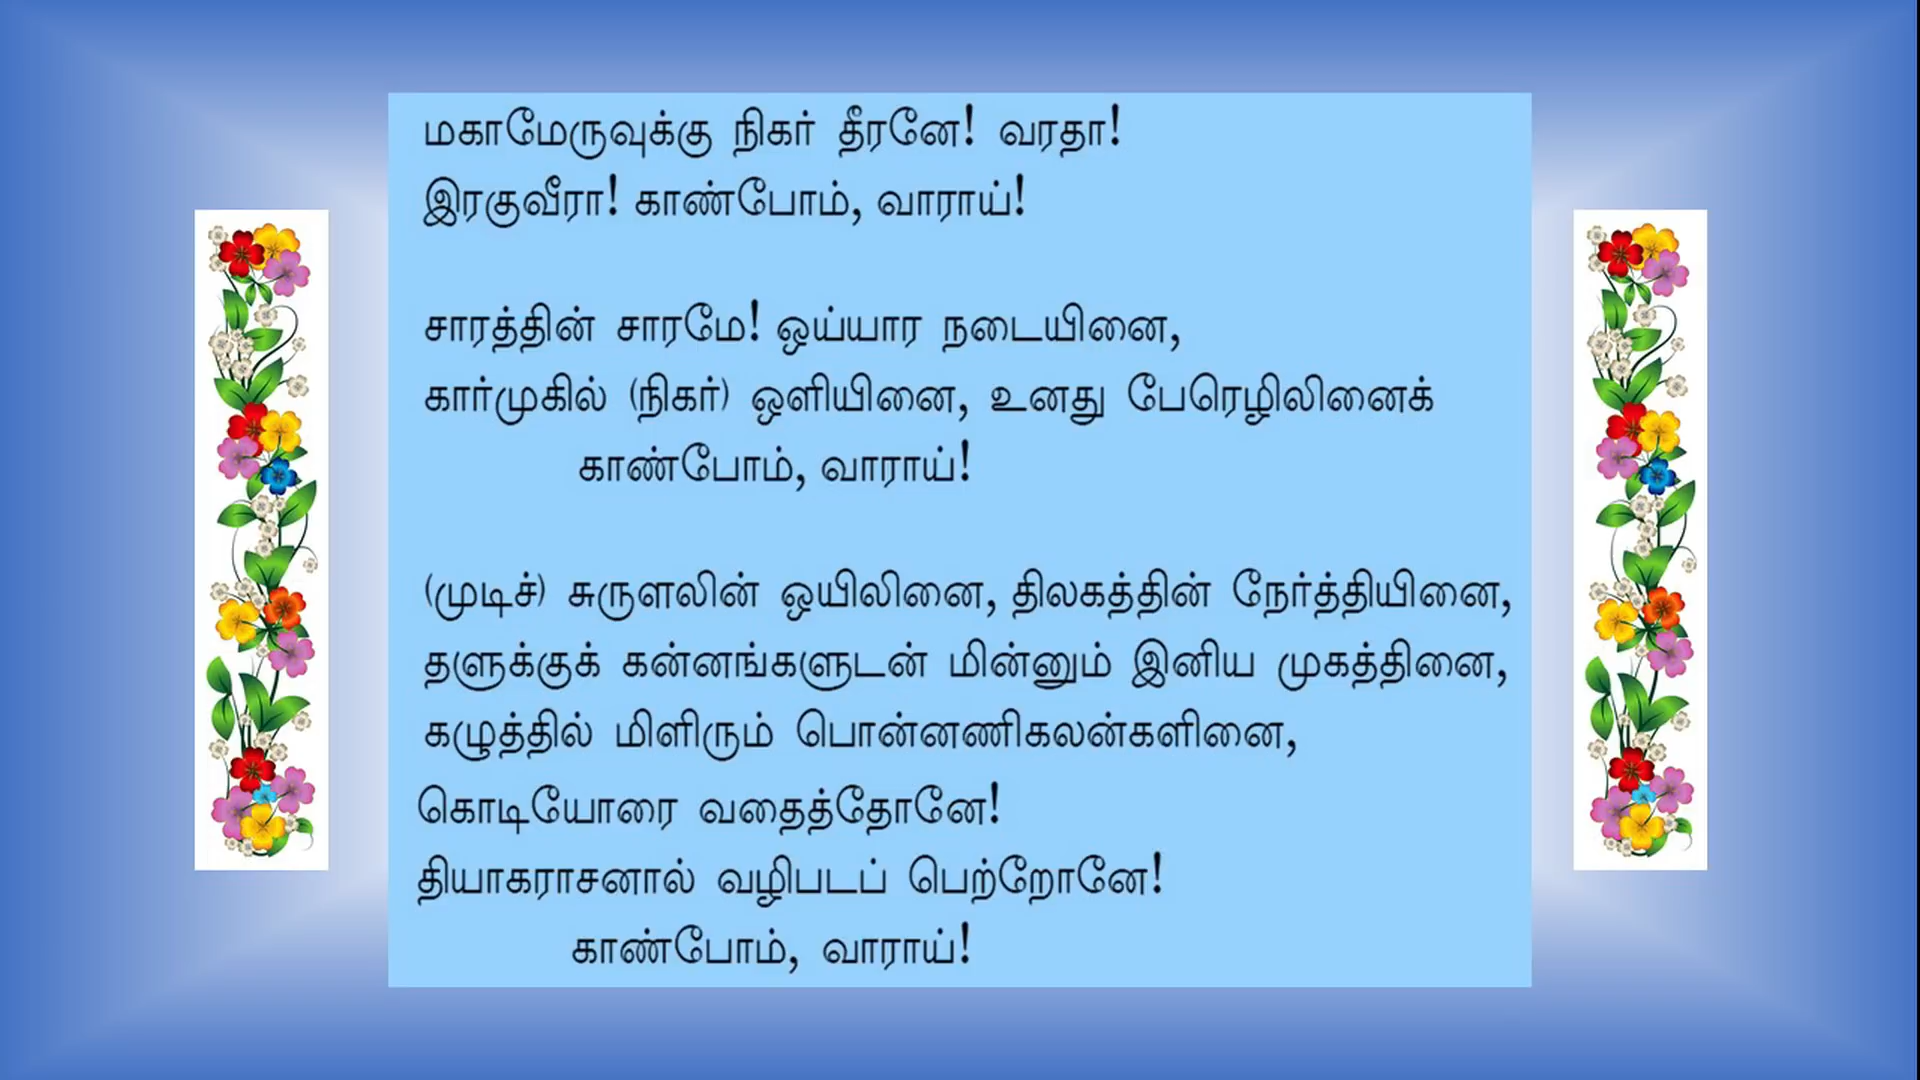 மகாமேருவுக்கு நிகர் தீரனே! வரதா!
இரகுவீரா! காண்போம், வாராய்!
சாரத்தின் சாரமே! ஒய்யார நடையினை,
கார்முகில் (நிகர்) ஒளியினை, உனது பேரெழிலினைக்
காண்போம், வாராய்!
(முடிச்) சுருளலின் ஒயிலினை, திலகத்தின் நேர்த்தியினை,
தளுக்குக் கன்னங்களுடன் மின்னும் இனிய முகத்தினை,
கழுத்தில் மிளிரும் பொன்னணிகலன்களினை,
கொடியோரை வதைத்தோனே!
தியாகராசனால் வழிபடப் பெற்றோனே!
காண்போம், வாராய்!